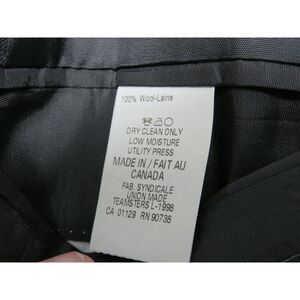 100% Wool-Laine
DRY CLEAN ONLY
LOW MOISTURE
UTILITY PRESS
MADE IN / FAIT AU
CANADA
FAB. SYNDICALE
UNION MADE
TEAMSTERS L-1998
CA 01129 RN 90738